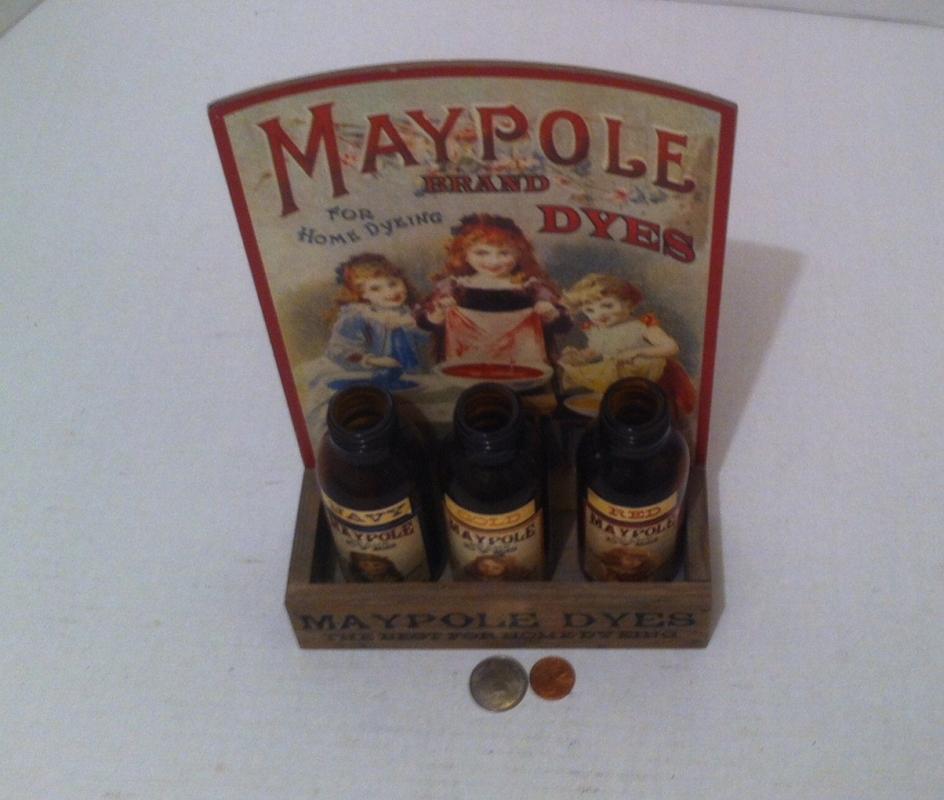 MAYPOLE
BRAND
FOR
HOME DYEING
DYES
NAVY
MAYPOLE
GOLD
MAYPOLE
RED
MAYPOLE
MAYPOLE DYES
THE BEST FOR HOME DYEING